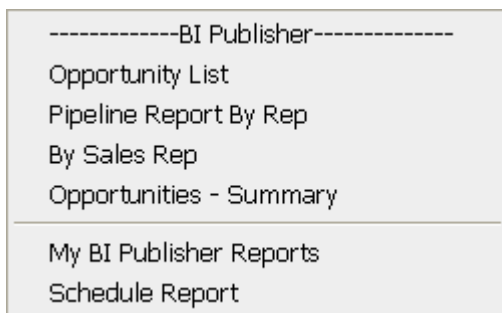 -------------BI Publisher--------------
Opportunity List
Pipeline Report By Rep
By Sales Rep
Opportunities - Summary
My BI Publisher Reports
Schedule Report